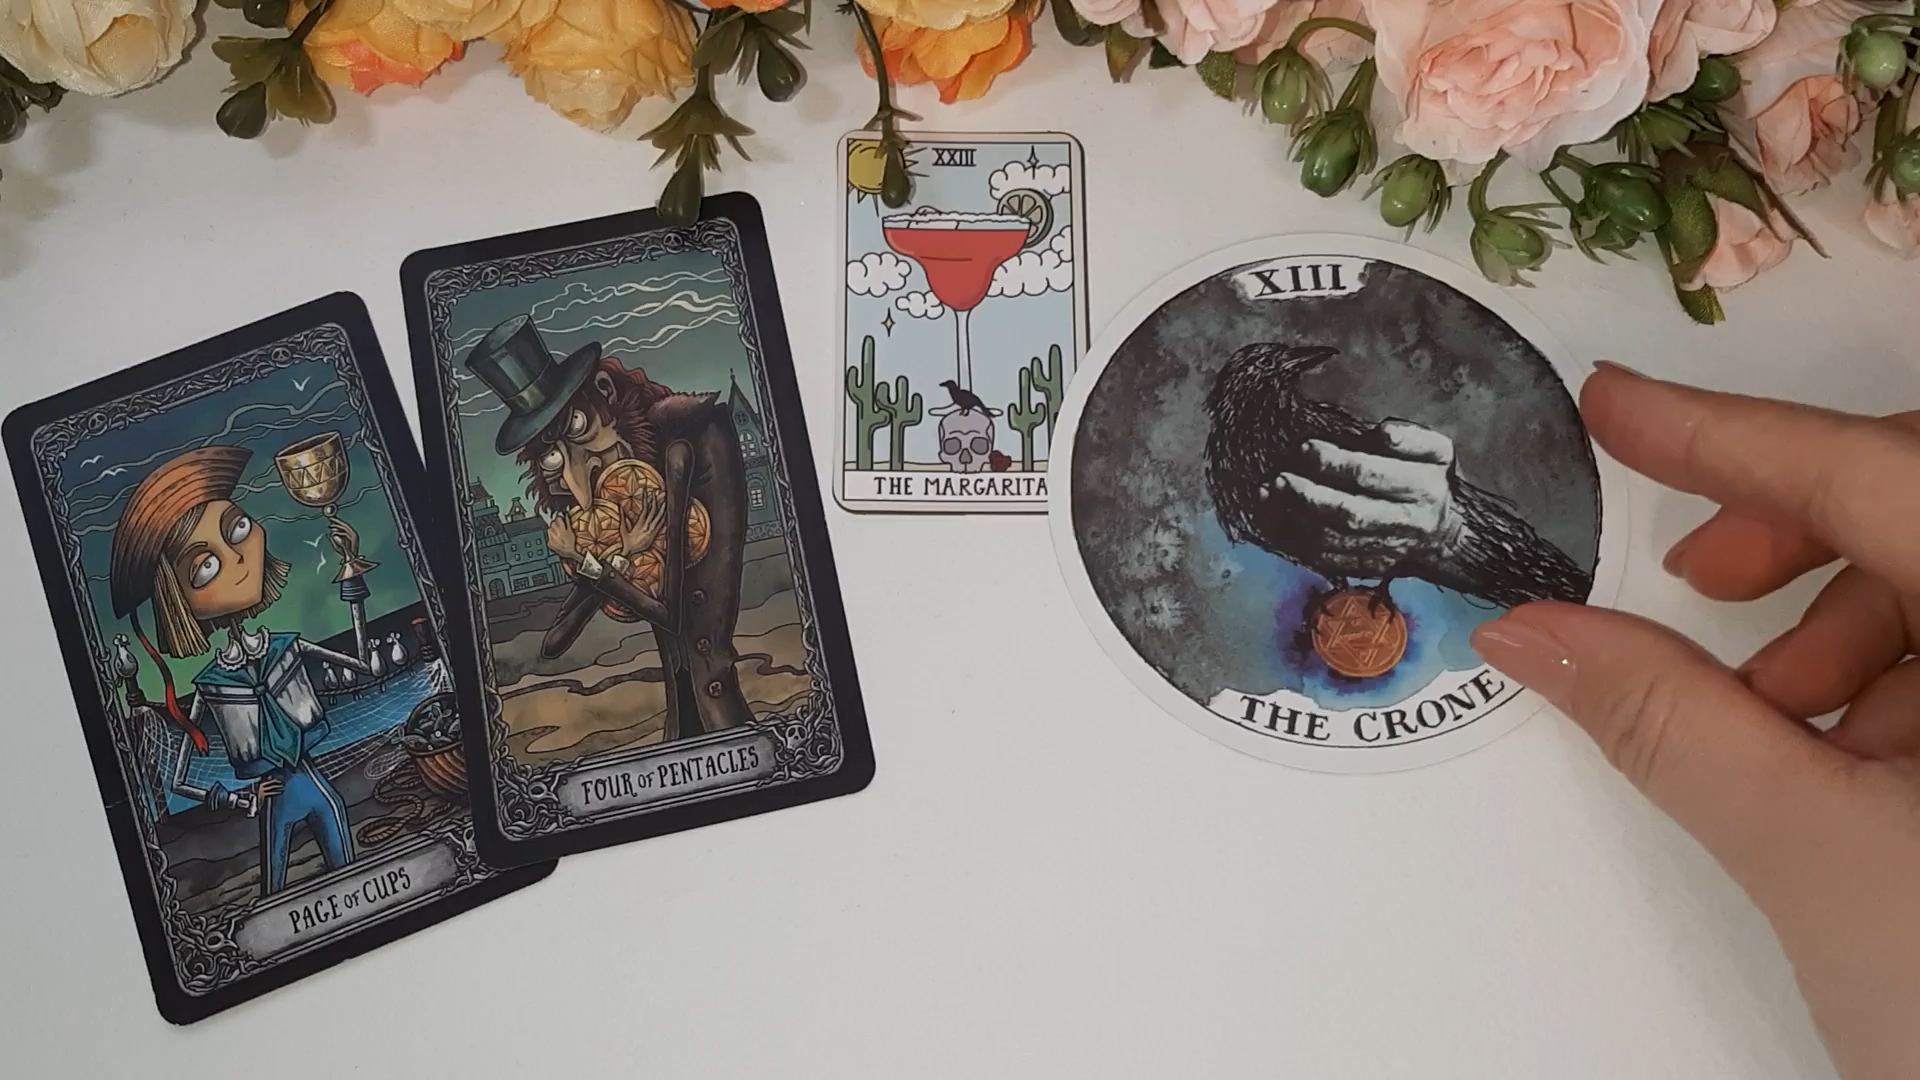 PAGE OF CUPS
FOUR OF PENTACLES
XXIII
THE MARGARITA
XIII
THE CRONE